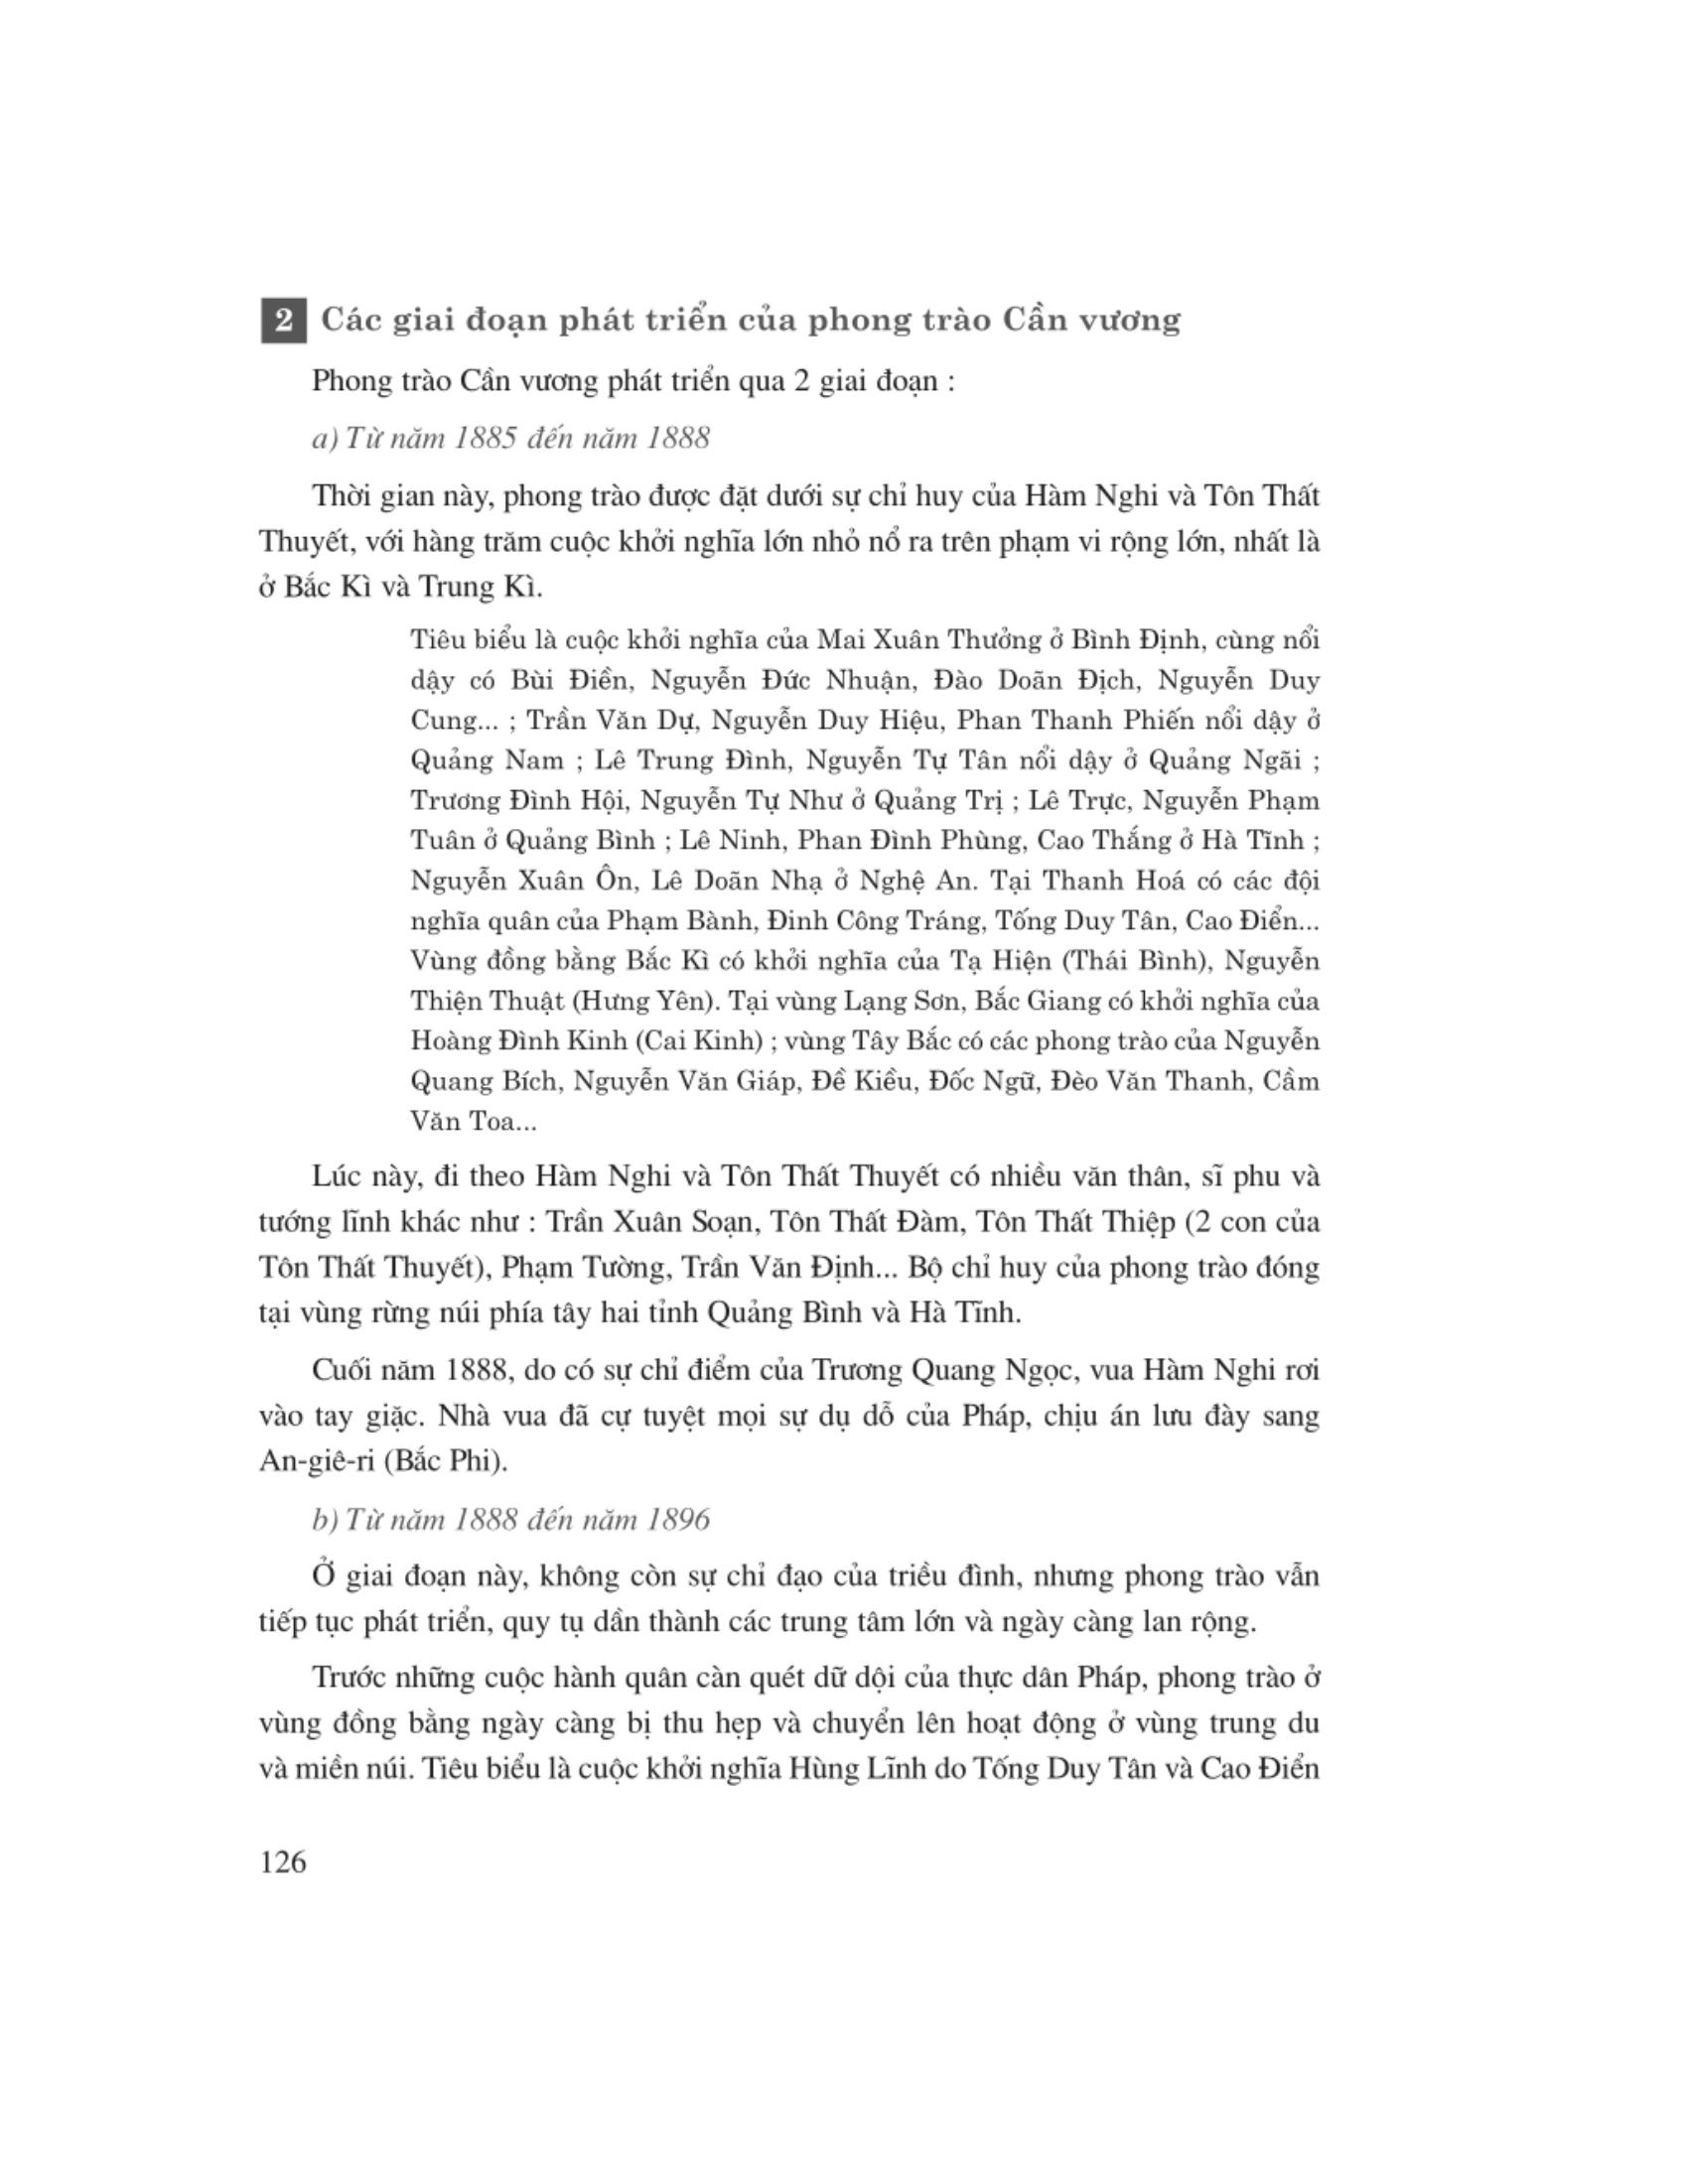 2 Các giai đoạn phát triển của phong trào Cần vương
Phong trào Cần vương phát triển qua 2 giai đoạn :
a) Từ năm 1885 đến năm 1888
Thời gian này, phong trào được đặt dưới sự chỉ huy của Hàm Nghi và Tôn Thất
Thuyết, với hàng trăm cuộc khởi nghĩa lớn nhỏ nổ ra trên phạm vi rộng lớn, nhất là
ở Bắc Kì và Trung Kì.
Tiêu biểu là cuộc khởi nghĩa của Mai Xuân Thưởng ở Bình Định, cùng nổi
dậy có Bùi Điền, Nguyễn Đức Nhuận, Đào Doãn Địch, Nguyễn Duy
Cung... ; Trần Văn Dự, Nguyễn Duy Hiệu, Phan Thanh Phiến nổi dậy ở
Quảng Nam ; Lê Trung Đình, Nguyễn Tự Tân nổi dậy ở Quảng Ngãi ;
Trương Đình Hội, Nguyễn Tự Như ở Quảng Trị ; Lê Trực, Nguyễn Phạm
Tuân ở Quảng Bình ; Lê Ninh, Phan Đình Phùng, Cao Thắng ở Hà Tĩnh ;
Nguyễn Xuân Ôn, Lê Doãn Nhạ ở Nghệ An. Tại Thanh Hoá có các đội
nghĩa quân của Phạm Bành, Đinh Công Tráng, Tống Duy Tân, Cao Điển...
Vùng đồng bằng Bắc Kì có khởi nghĩa của Tạ Hiện (Thái Bình), Nguyễn
Thiện Thuật (Hưng Yên). Tại vùng Lạng Sơn, Bắc Giang có khởi nghĩa của
Hoàng Đình Kinh (Cai Kinh) ; vùng Tây Bắc có các phong trào của Nguyễn
Quang Bích, Nguyễn Văn Giáp, Đề Kiều, Đốc Ngữ, Đèo Văn Thanh, Cầm
Văn Toa...
Lúc này, đi theo Hàm Nghi và Tôn Thất Thuyết có nhiều văn thân, sĩ phu và
tướng lĩnh khác như : Trần Xuân Soạn, Tôn Thất Đàm, Tôn Thất Thiệp (2 con của
Tôn Thất Thuyết), Phạm Tường, Trần Văn Định... Bộ chỉ huy của phong trào đóng
tại vùng rừng núi phía tây hai tỉnh Quảng Bình và Hà Tĩnh.
Cuối năm 1888, do có sự chỉ điểm của Trương Quang Ngọc, vua Hàm Nghi rơi
vào tay giặc. Nhà vua đã cự tuyệt mọi sự dụ dỗ của Pháp, chịu án lưu đày sang
An-giê-ri (Bắc Phi).
b) Từ năm 1888 đến năm 1896
Ở giai đoạn này, không còn sự chỉ đạo của triều đình, nhưng phong trào vẫn
tiếp tục phát triển, quy tụ dần thành các trung tâm lớn và ngày càng lan rộng.
Trước những cuộc hành quân càn quét dữ dội của thực dân Pháp, phong trào ở
vùng đồng bằng ngày càng bị thu hẹp và chuyển lên hoạt động ở vùng trung du
và miền núi. Tiêu biểu là cuộc khởi nghĩa Hùng Lĩnh do Tống Duy Tân và Cao Điển
126